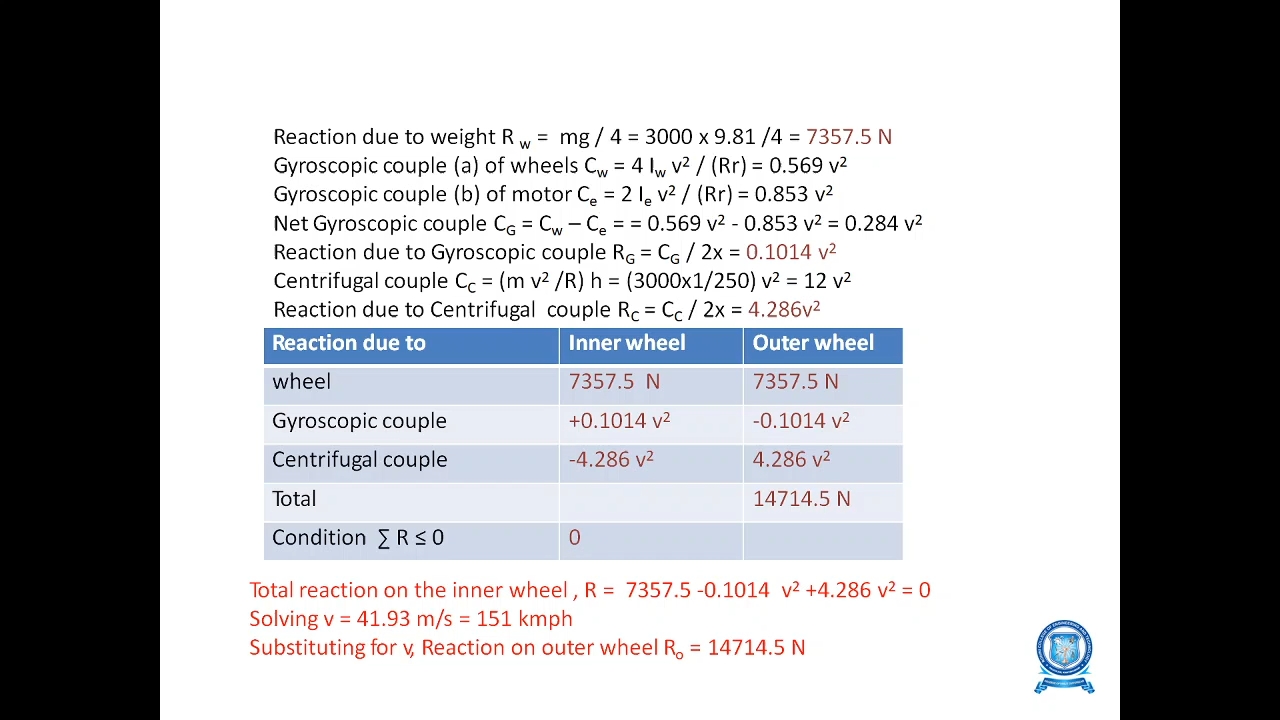 Reaction due to weight R w = mg / 4 = 3000 x 9.81 /4 = 7357.5 N
Gyroscopic couple (a) of wheels Cw = 4 Iw v² / (Rr) = 0.569 v²
Gyroscopic couple (b) of motor Ce = 2 Ie v² / (Rr) = 0.853 v²
Net Gyroscopic couple CG = Cw – Ce = = 0.569 v² - 0.853 v² = 0.284 v²
Reaction due to Gyroscopic couple RG = CG / 2x = 0.1014 v²
Centrifugal couple CC = (m v² /R) h = (3000x1/250) v² = 12 v²
Reaction due to Centrifugal couple RC = CC / 2x = 4.286v²
Reaction due to Inner wheel Outer wheel
wheel 7357.5 N 7357.5 N
Gyroscopic couple +0.1014 v² -0.1014 v²
Centrifugal couple -4.286 v² 4.286 v²
Total 14714.5 N
Condition ∑ R ≤ 0 0
Total reaction on the inner wheel , R = 7357.5 -0.1014 v² +4.286 v² = 0
Solving v = 41.93 m/s = 151 kmph
Substituting for v, Reaction on outer wheel Ro = 14714.5 N